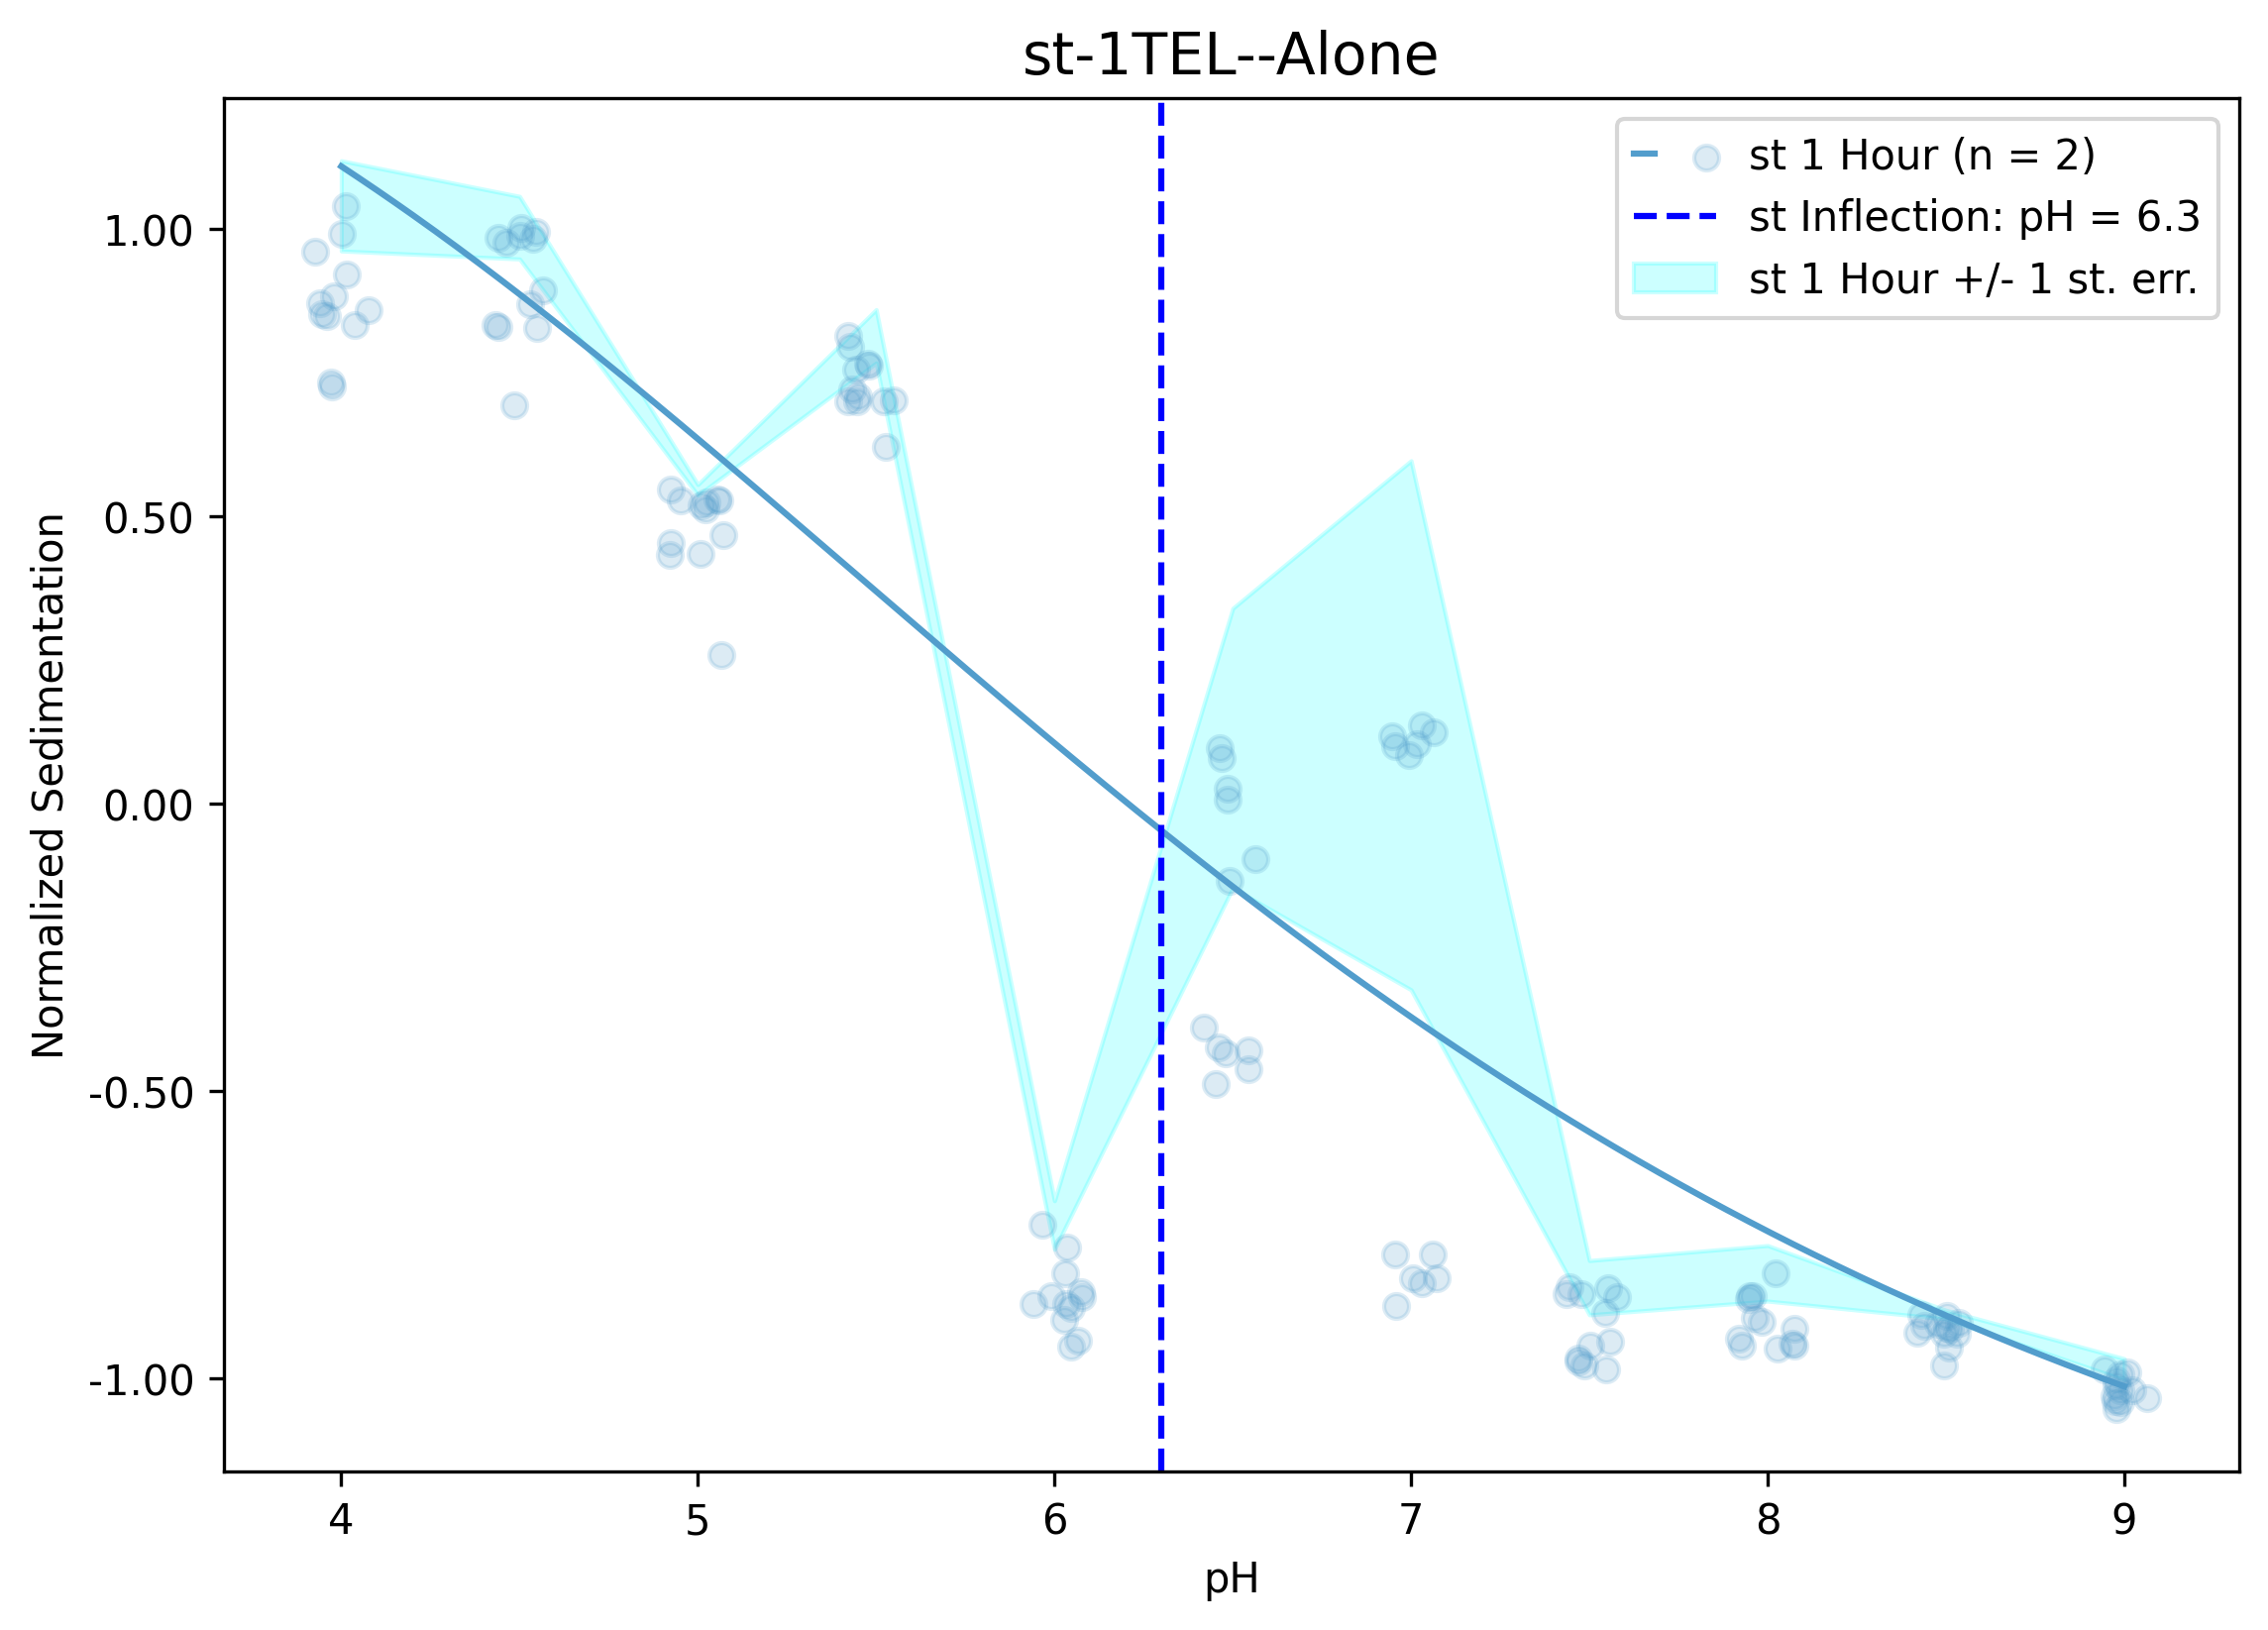 st-1TEL--Alone
st 1 Hour (n = 2)
st Inflection: pH = 6.3
st 1 Hour +/- 1 st. err.
Normalized Sedimentation
1.00
0.50
0.00
-0.50
-1.00
4 5 6 7 8 9
pH